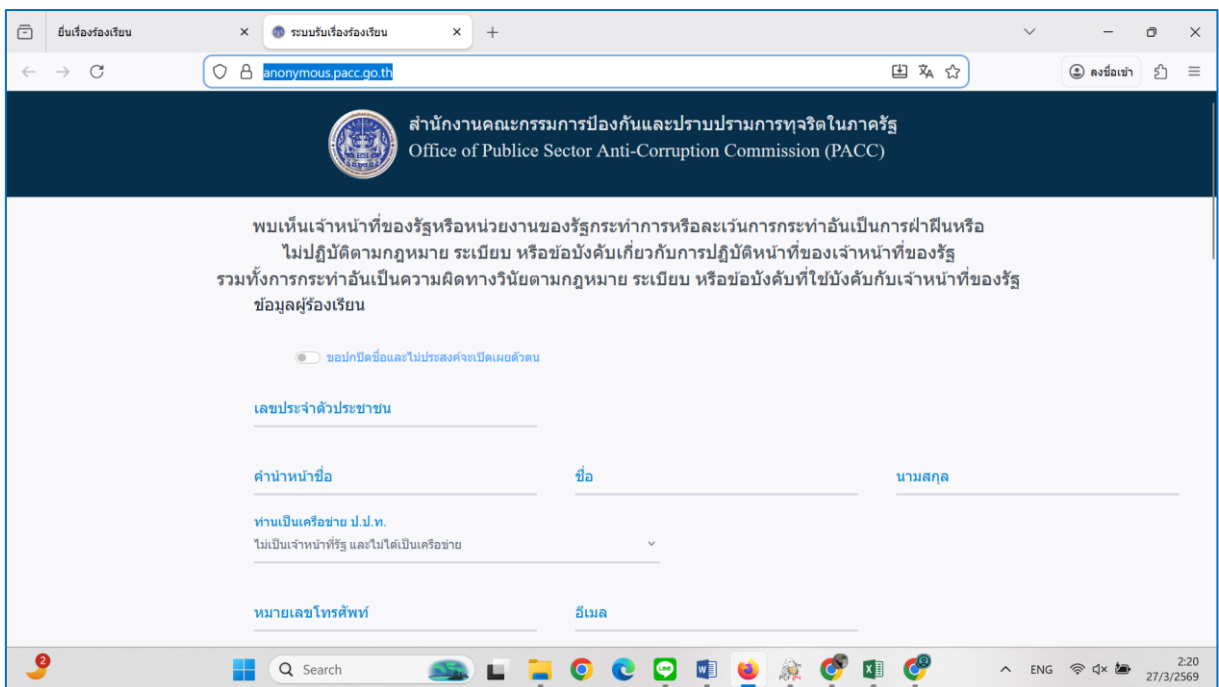 ยื่นเรื่องร้องเรียน
ระบบรับเรื่องร้องเรียน
anonymous.pacc.go.th
ลงชื่อเข้า
สำนักงานคณะกรรมการป้องกันและปราบปรามการทุจริตในภาครัฐ
Office of Publice Sector Anti-Corruption Commission (PACC)
พบเห็นเจ้าหน้าที่ของรัฐหรือหน่วยงานของรัฐกระทำการหรือละเว้นการกระทำอันเป็นการฝ่าฝืนหรือ
ไม่ปฏิบัติตามกฎหมาย ระเบียบ หรือข้อบังคับเกี่ยวกับการปฏิบัติหน้าที่ของเจ้าหน้าที่ของรัฐ
รวมทั้งการกระทำอันเป็นความผิดทางวินัยตามกฎหมาย ระเบียบ หรือข้อบังคับที่ใช้บังคับกับเจ้าหน้าที่ของรัฐ
ข้อมูลผู้ร้องเรียน
ขอปกปิดชื่อและไม่ประสงค์จะเปิดเผยตัวตน
เลขประจำตัวประชาชน
คำนำหน้าชื่อ ชื่อ นามสกุล
ท่านเป็นเครือข่าย ป.ป.ท.
ไม่เป็นเจ้าหน้าที่รัฐ และไม่ได้เป็นเครือข่าย
หมายเลขโทรศัพท์ อีเมล
2
Search
ENG
2:20
27/3/2569